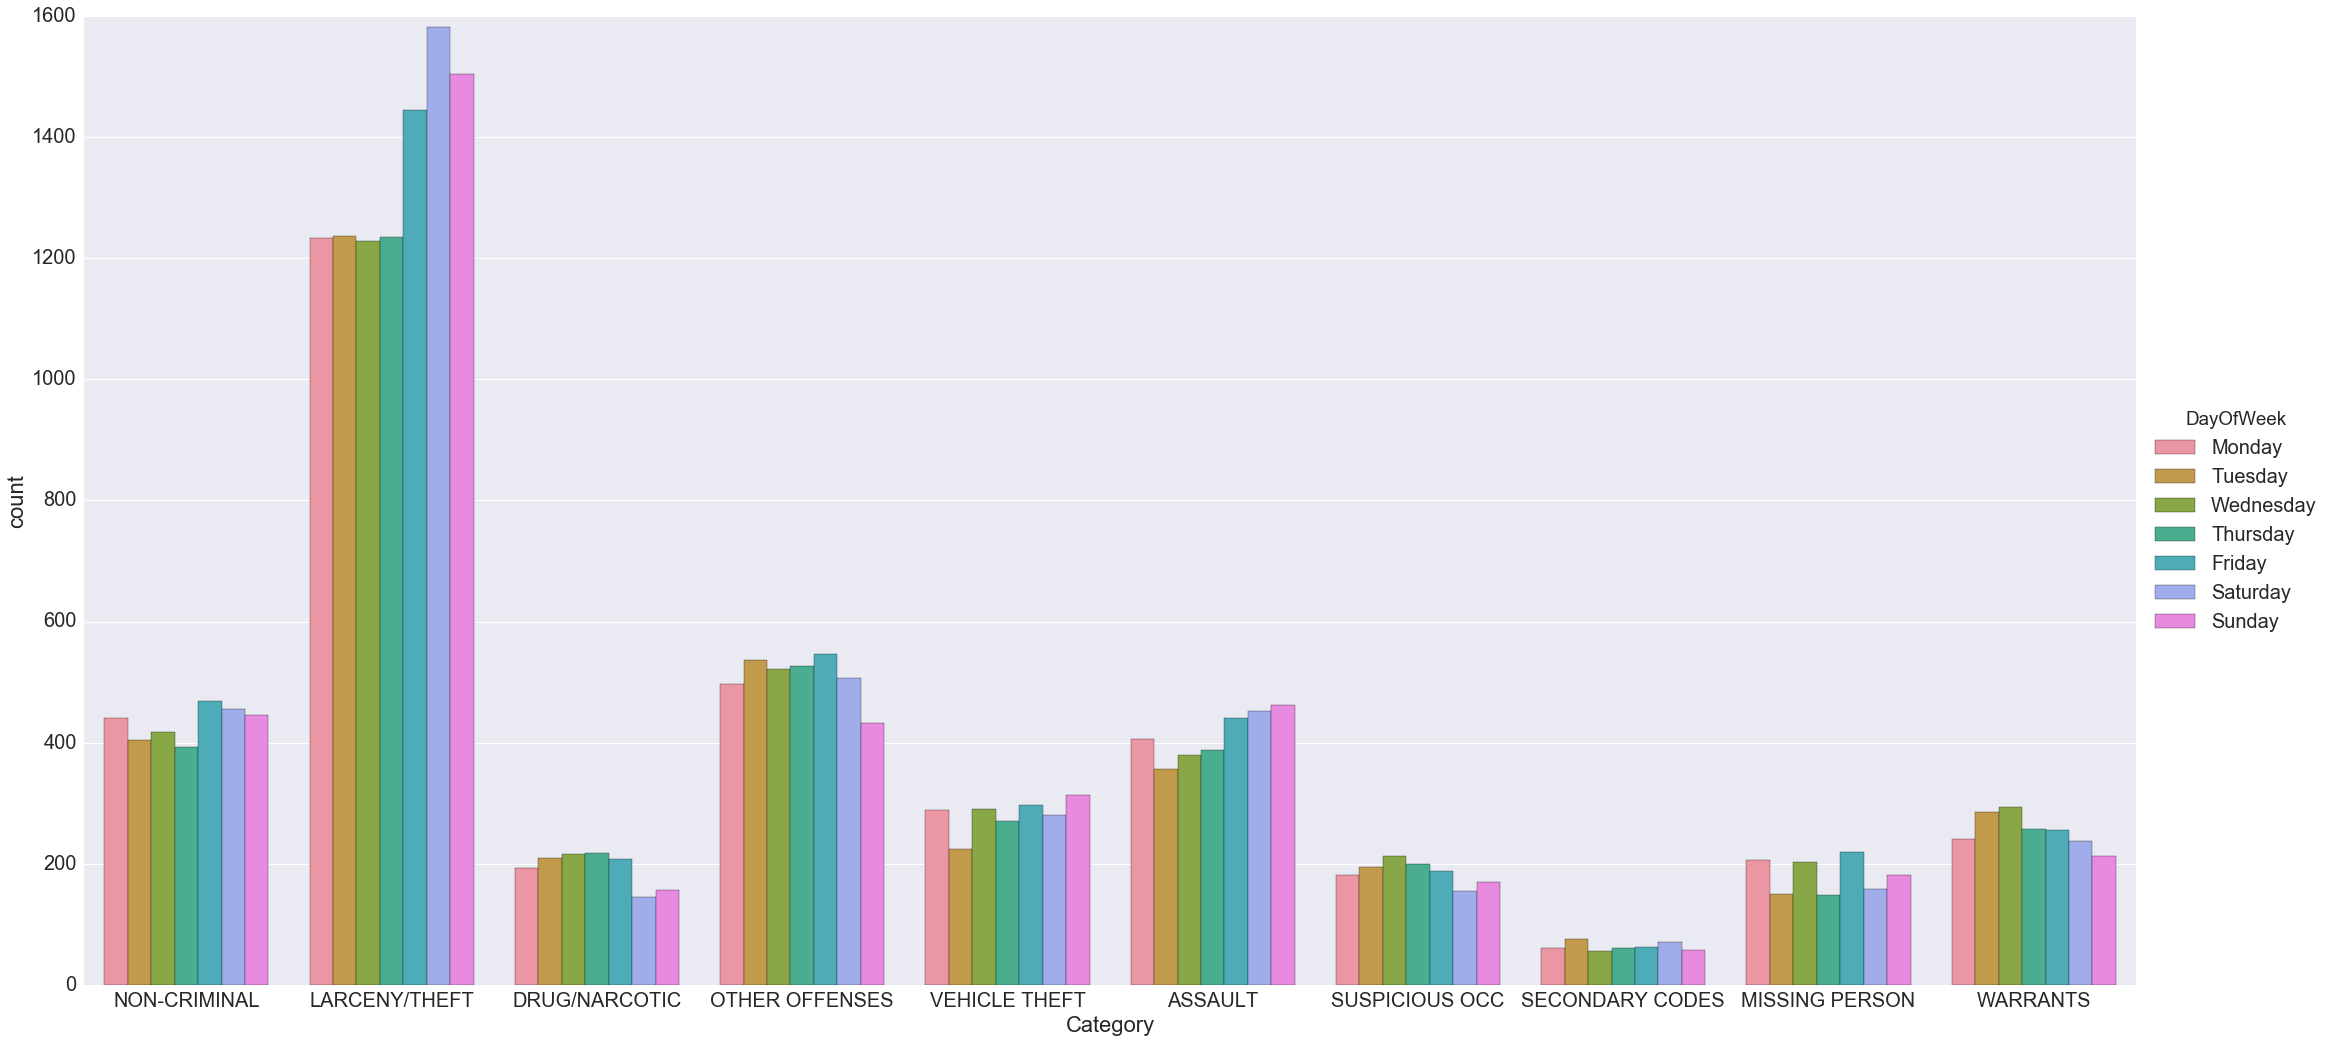 1600
1400
1200
1000
800
600
400
200
0
count
NON-CRIMINAL LARCENY/THEFT DRUG/NARCOTIC OTHER OFFENSES VEHICLE THEFT ASSAULT SUSPICIOUS OCC SECONDARY CODES MISSING PERSON WARRANTS
Category
DayOfWeek
Monday
Tuesday
Wednesday
Thursday
Friday
Saturday
Sunday